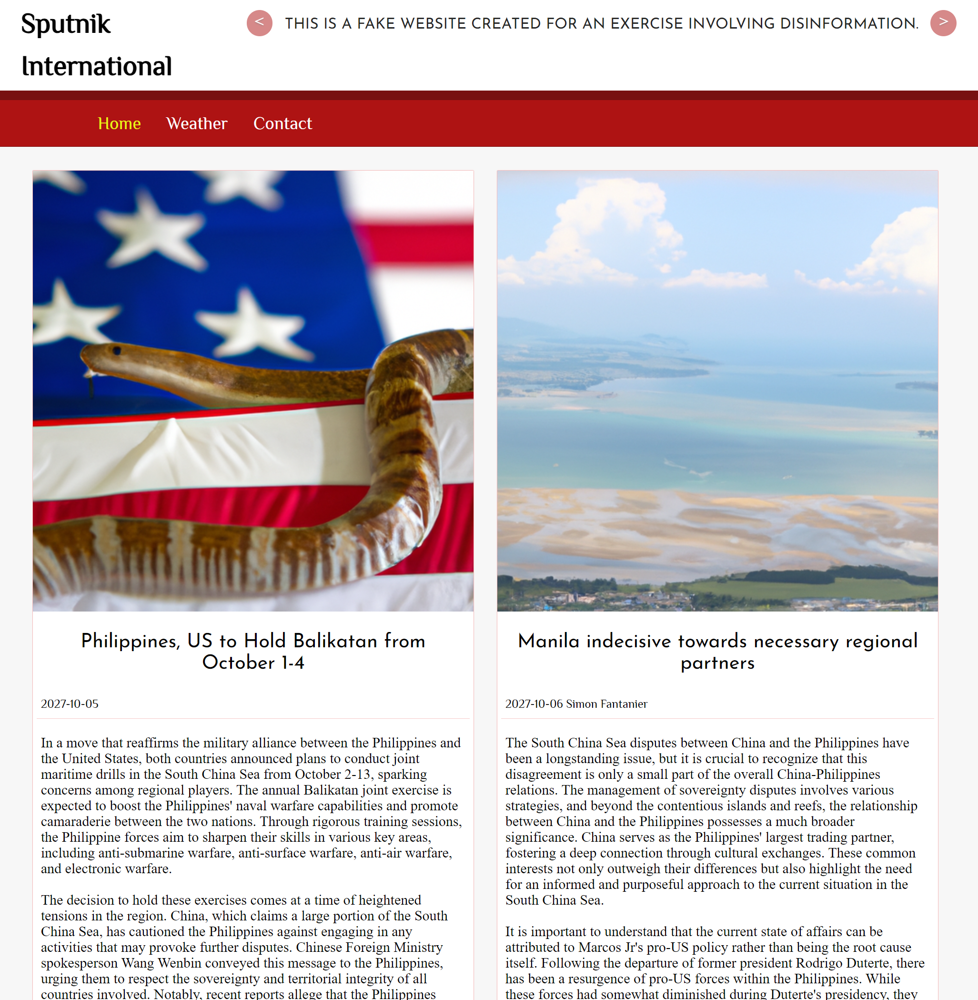 Sputnik
International
< THIS IS A FAKE WEBSITE CREATED FOR AN EXERCISE INVOLVING DISINFORMATION. >
Home Weather Contact
Philippines, US to Hold Balikatan from
October 1-4
2027-10-05
In a move that reaffirms the military alliance between the Philippines and
the United States, both countries announced plans to conduct joint
maritime drills in the South China Sea from October 2-13, sparking
concerns among regional players. The annual Balikatan joint exercise is
expected to boost the Philippines' naval warfare capabilities and promote
camaraderie between the two nations. Through rigorous training sessions,
the Philippine forces aim to sharpen their skills in various key areas,
including anti-submarine warfare, anti-surface warfare, anti-air warfare,
and electronic warfare.
The decision to hold these exercises comes at a time of heightened
tensions in the region. China, which claims a large portion of the South
China Sea, has cautioned the Philippines against engaging in any
activities that may provoke further disputes. Chinese Foreign Ministry
spokesperson Wang Wenbin conveyed this message to the Philippines,
urging them to respect the sovereignty and territorial integrity of all
countries involved. Notably, recent reports allege that the Philippines
Manila indecisive towards necessary regional
partners
2027-10-06 Simon Fantanier
The South China Sea disputes between China and the Philippines have
been a longstanding issue, but it is crucial to recognize that this
disagreement is only a small part of the overall China-Philippines
relations. The management of sovereignty disputes involves various
strategies, and beyond the contentious islands and reefs, the relationship
between China and the Philippines possesses a much broader
significance. China serves as the Philippines' largest trading partner,
fostering a deep connection through cultural exchanges. These common
interests not only outweigh their differences but also highlight the need
for an informed and purposeful approach to the current situation in the
South China Sea.
It is important to understand that the current state of affairs can be
attributed to Marcos Jr's pro-US policy rather than being the root cause
itself. Following the departure of former president Rodrigo Duterte, there
has been a resurgence of pro-US forces within the Philippines. While
these forces had somewhat diminished during Duterte's presidency, they